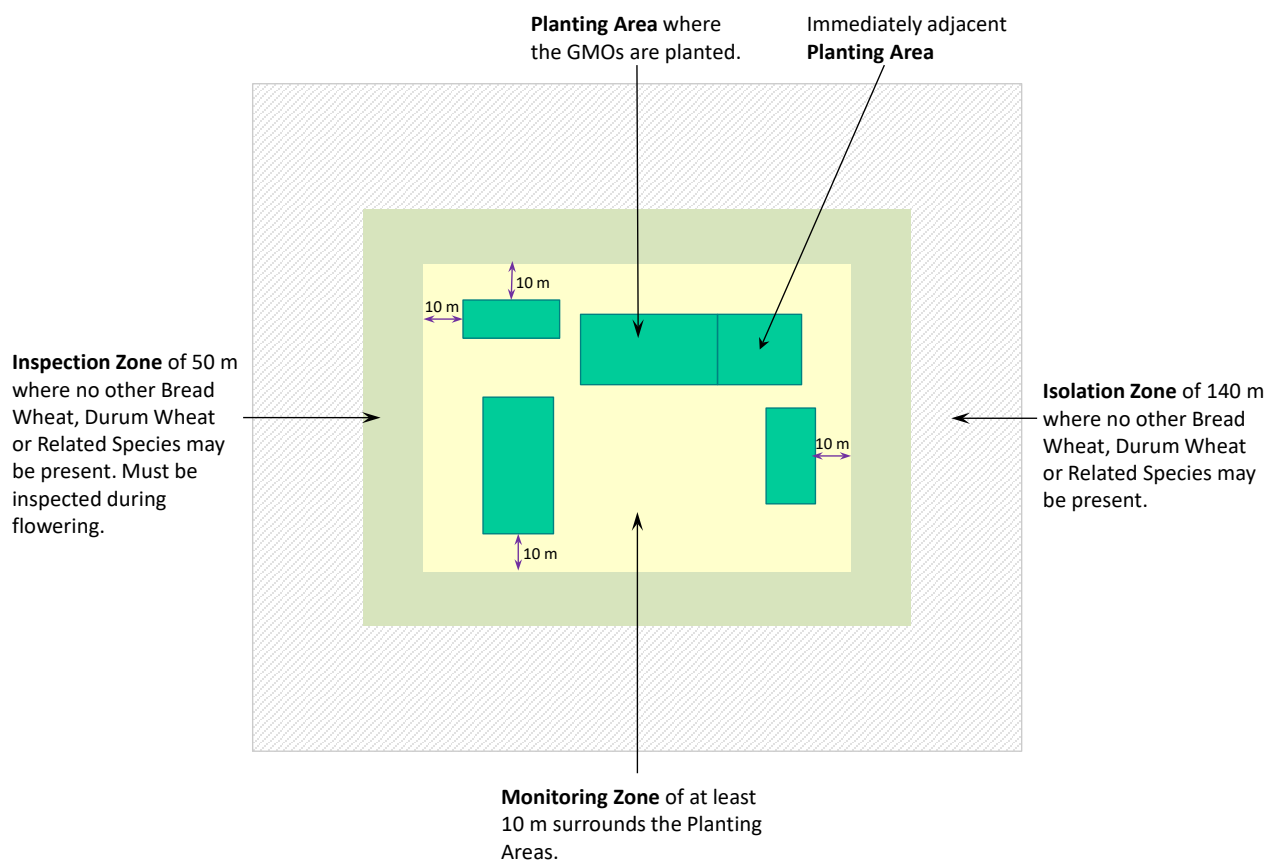 Planting Area where
the GMOs are planted.
Immediately adjacent
Planting Area
10 m
10 m
Inspection Zone of 50 m
where no other Bread
Wheat, Durum Wheat
or Related Species may
be present. Must be
inspected during
flowering.
Isolation Zone of 140 m
where no other Bread
Wheat, Durum Wheat
or Related Species may
be present.
10 m
10 m
Monitoring Zone of at least
10 m surrounds the Planting
Areas.